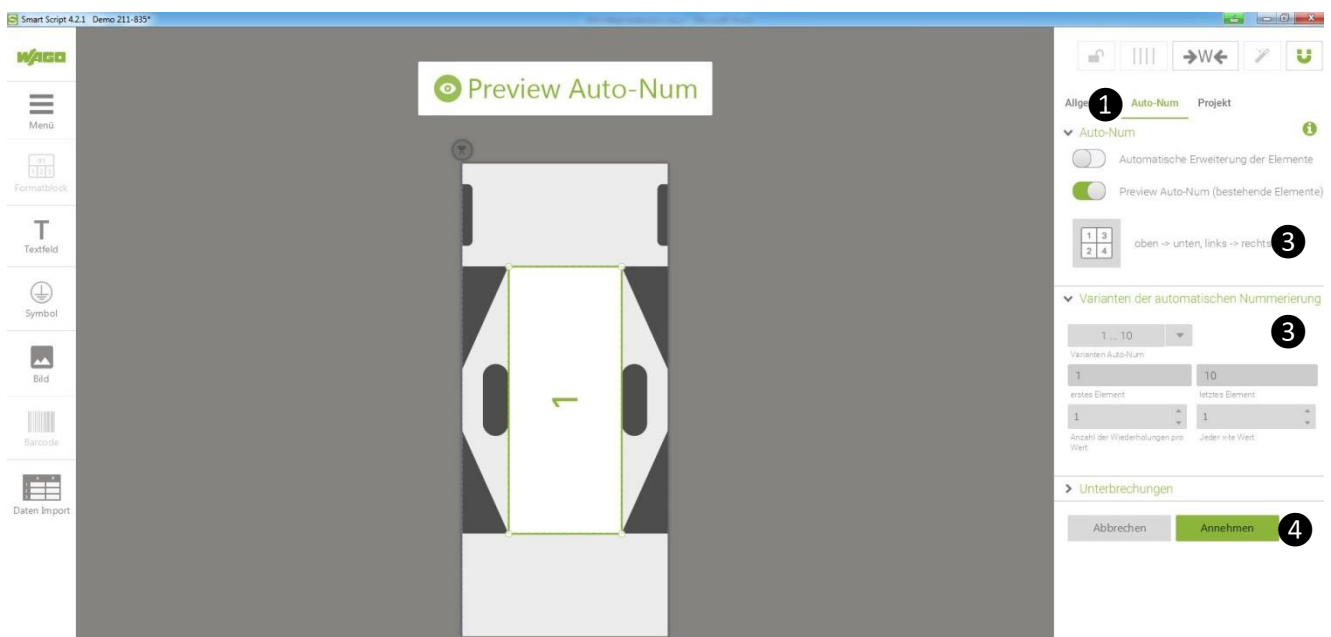 Smart Script 4.2.1 Demo 211-835*
WAGO
Menü
Formatblock
Textfeld
Symbol
Bild
Barcode
Daten Import
Preview Auto-Num
1
→W←
1 Auto-Num Projekt
Auto-Num
Automatische Erweiterung der Elemente
Preview Auto-Num (bestehende Elemente)
1 3
2 4
oben -> unten, links -> rechts 3
Varianten der automatischen Nummerierung
1 ... 10 3
Varianten Auto-Num
1 10
erstes Element letztes Element
1 1
Anzahl der Wiederholungen pro Jeder x-te Wert
Wert
Unterbrechungen
Abbrechen Annehmen 4